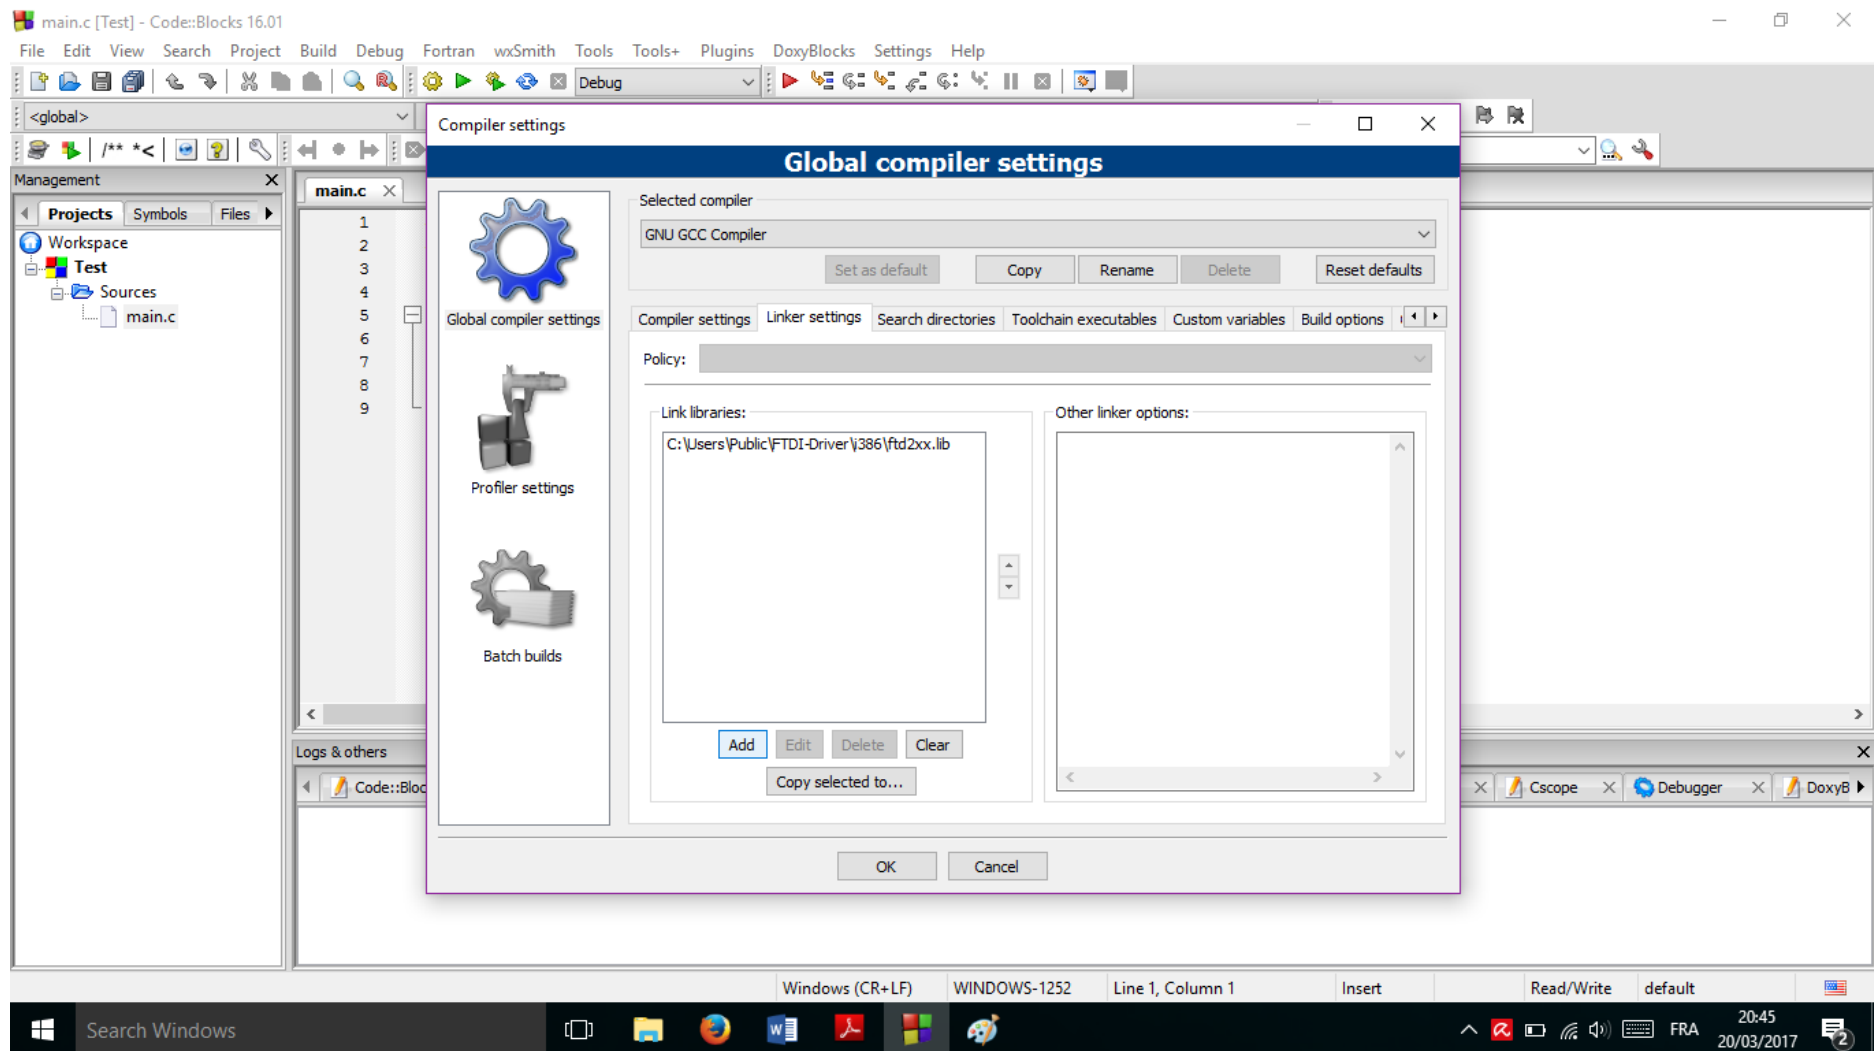 main.c [Test] - Code::Blocks 16.01
File Edit View Search Project Build Debug Fortran wxSmith Tools Tools+ Plugins DoxyBlocks Settings Help
Debug
<global>
/** *<
Management
Projects Symbols Files
Workspace
Test
Sources
main.c
main.c
1
2
3
4
5
6
7
8
9
Compiler settings
Global compiler settings
Global compiler settings
Profiler settings
Batch builds
Selected compiler
GNU GCC Compiler
Set as default Copy Rename Delete Reset defaults
Compiler settings Linker settings Search directories Toolchain executables Custom variables Build options
Policy:
Link libraries:
C:\Users\Public\FTDI-Driver\i386\ftd2xx.lib
Other linker options:
Add Edit Delete Clear
Copy selected to...
OK Cancel
Logs & others
Code::Bloc
Cscope Debugger DoxyB
Windows (CR+LF) WINDOWS-1252 Line 1, Column 1 Insert Read/Write default
Search Windows
FRA
20:45
20/03/2017
2